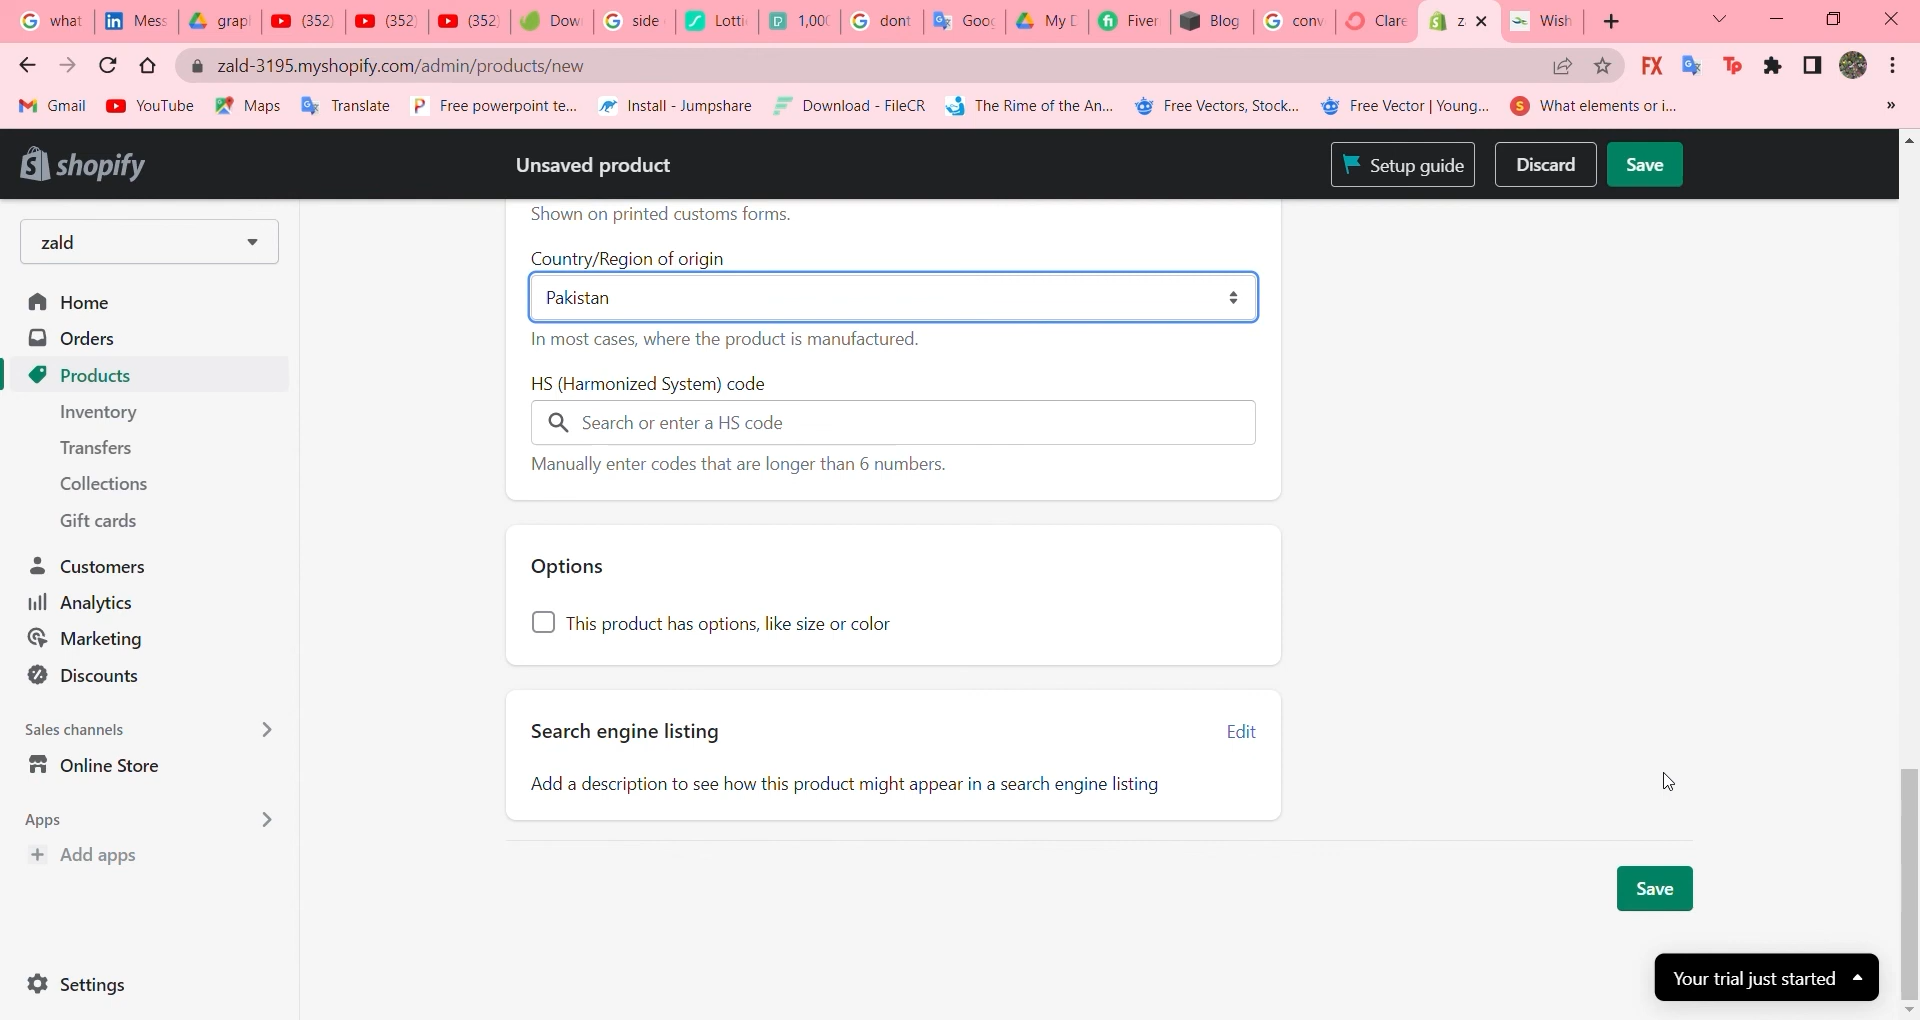 what
Mess
grap
(352)
(352)
(352)
Dow
side
Lotti
1,000
dont
Goog
My D
Fiver
Blog
conv
Clare
z
Wish
zald-3195.myshopify.com/admin/products/new
Gmail
YouTube
Maps
Translate
Free powerpoint te...
Install - Jumpshare
Download - FileCR
The Rime of the An...
Free Vectors, Stock...
Free Vector | Young...
What elements or i...
»
shopify
Unsaved product
Setup guide
Discard
Save
zald
Home
Orders
Products
Inventory
Transfers
Collections
Gift cards
Customers
Analytics
Marketing
Discounts
Sales channels
Online Store
Apps
Add apps
Settings
Shown on printed customs forms.
Country/Region of origin
Pakistan
In most cases, where the product is manufactured.
HS (Harmonized System) code
Search or enter a HS code
Manually enter codes that are longer than 6 numbers.
Options
This product has options, like size or color
Search engine listing
Edit
Add a description to see how this product might appear in a search engine listing
Save
Your trial just started